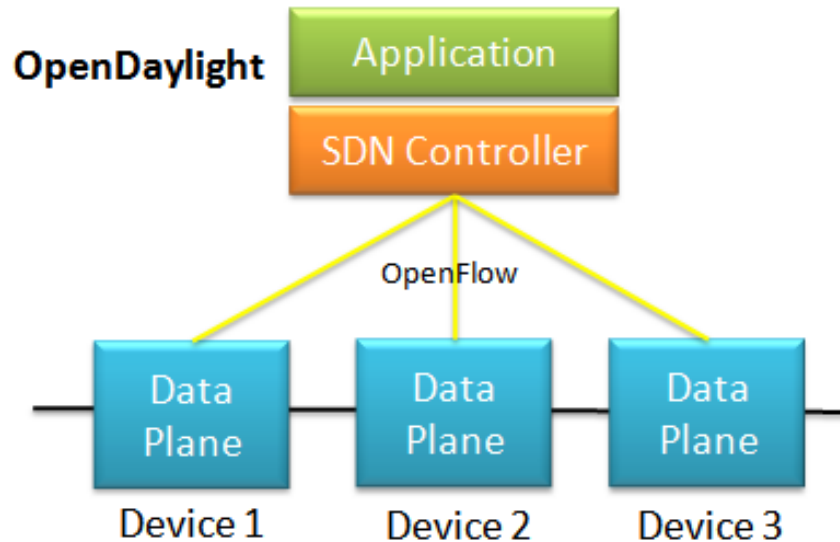 OpenDaylight
Application
SDN Controller
OpenFlow
Data
Plane
Data
Plane
Data
Plane
Device 1
Device 2
Device 3